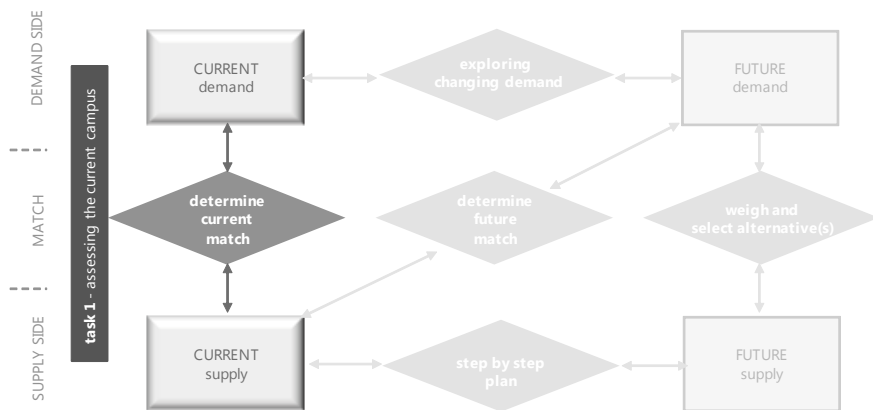 DEMAND SIDE
MATCH
SUPPLY SIDE
task 1 - assessing the current campus
CURRENT
demand
exploring
changing demand
FUTURE
demand
determine
current
match
determine
future
match
weigh and
select alternative(s)
CURRENT
supply
step by step
plan
FUTURE
supply